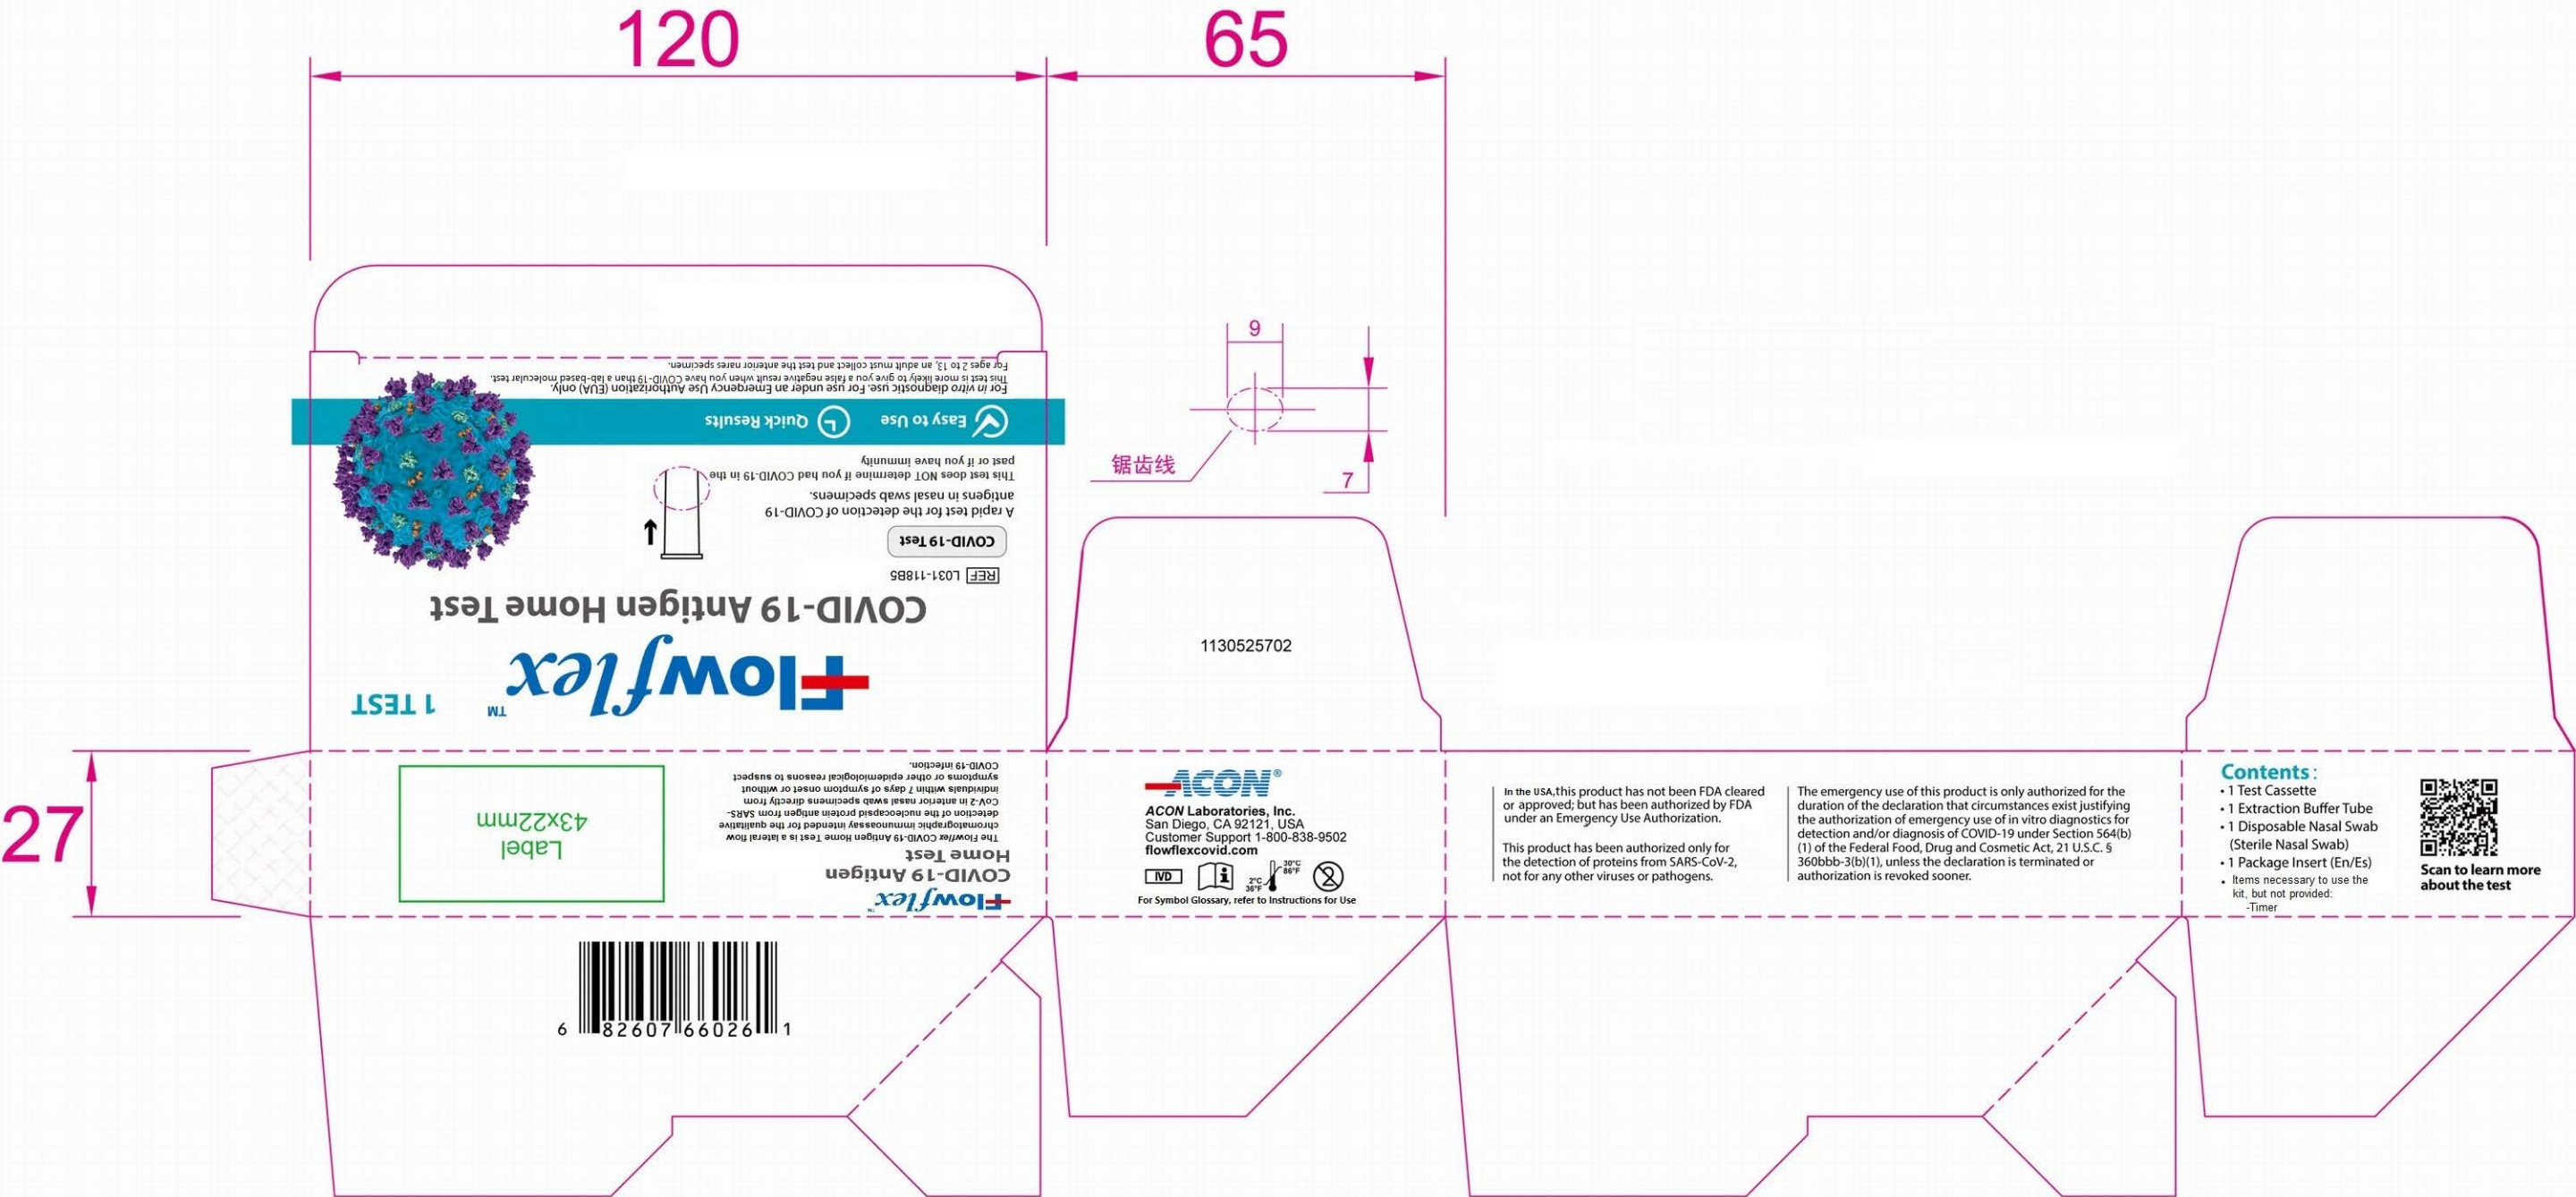 120
65
9
7
锯齿线
27
For ages 2 to 13, an adult must collect and test the anterior nares specimen.
This test is more likely to give you a false negative result when you have COVID-19 than a lab-based molecular test.
For in vitro diagnostic use. For use under an Emergency Use Authorization (EUA) only.
Easy to Use
Quick Results
This test does NOT determine if you had COVID-19 in the
past or if you have immunity
A rapid test for the detection of COVID-19
antigens in nasal swab specimens.
COVID-19 Test
REF L031-118B5
COVID-19 Antigen Home Test
Flowflex™
1 TEST
1130525702
Flowflex™
COVID-19 Antigen
Home Test
The Flowflex COVID-19 Antigen Home Test is a lateral flow
chromatographic immunoassay intended for the qualitative
detection of the nucleocapsid protein antigen from SARS-
CoV-2 in anterior nasal swab specimens directly from
individuals within 7 days of symptom onset or without
symptoms or other epidemiological reasons to suspect
COVID-19 infection.
Label
43x22mm
6 82607 66026 1
ACON®
ACON Laboratories, Inc.
San Diego, CA 92121, USA
Customer Support 1-800-838-9502
flowflexcovid.com
IVD
i
2°C
36°F
30°C
86°F
2
For Symbol Glossary, refer to Instructions for Use
In the USA,this product has not been FDA cleared
or approved; but has been authorized by FDA
under an Emergency Use Authorization.
This product has been authorized only for
the detection of proteins from SARS-CoV-2,
not for any other viruses or pathogens.
The emergency use of this product is only authorized for the
duration of the declaration that circumstances exist justifying
the authorization of emergency use of in vitro diagnostics for
detection and/or diagnosis of COVID-19 under Section 564(b)
(1) of the Federal Food, Drug and Cosmetic Act, 21 U.S.C. §
360bbb-3(b)(1), unless the declaration is terminated or
authorization is revoked sooner.
Contents:
• 1 Test Cassette
• 1 Extraction Buffer Tube
• 1 Disposable Nasal Swab
(Sterile Nasal Swab)
• 1 Package Insert (En/Es)
• Items necessary to use the
kit, but not provided:
-Timer
Scan to learn more
about the test